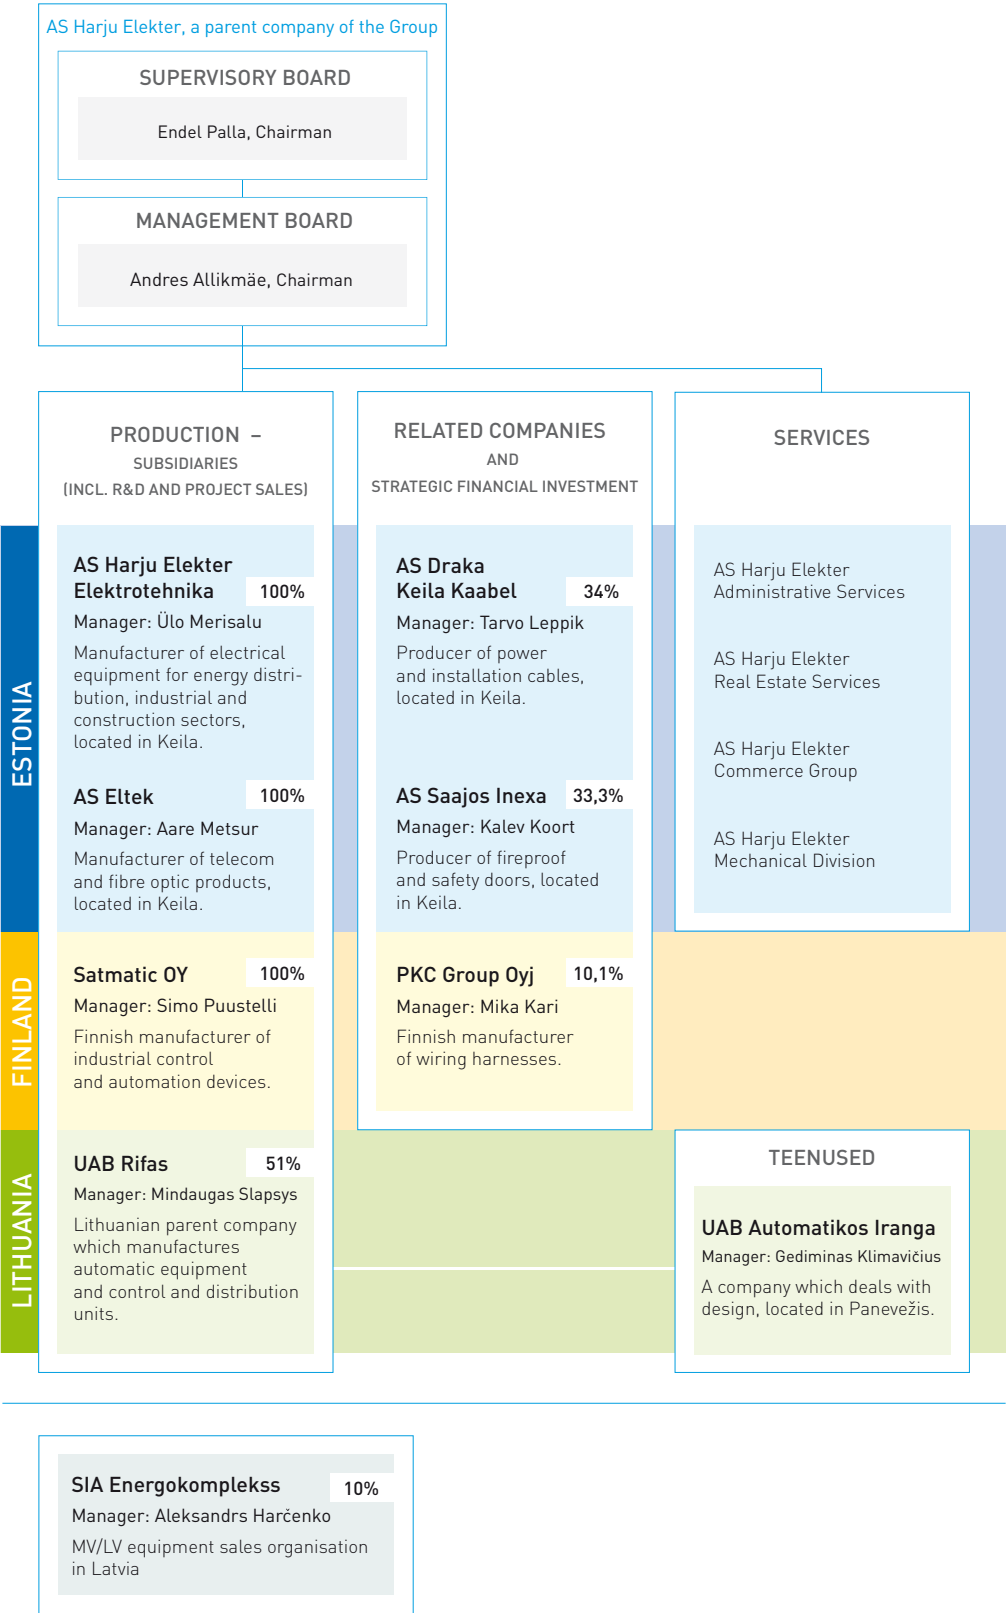 AS Harju Elekter, a parent company of the Group
SUPERVISORY BOARD
Endel Palla, Chairman
MANAGEMENT BOARD
Andres Allikmäe, Chairman
PRODUCTION –
SUBSIDIARIES
(INCL. R&D AND PROJECT SALES)
RELATED COMPANIES
AND
STRATEGIC FINANCIAL INVESTMENT
SERVICES
ESTONIA
AS Harju Elekter
Elektrotehnika 100%
Manager: Ülo Merisalu
Manufacturer of electrical
equipment for energy distri-
bution, industrial and
construction sectors,
located in Keila.
AS Eltek 100%
Manager: Aare Metsur
Manufacturer of telecom
and fibre optic products,
located in Keila.
AS Draka
Keila Kaabel 34%
Manager: Tarvo Leppik
Producer of power
and installation cables,
located in Keila.
AS Saajos Inexa 33,3%
Manager: Kalev Koort
Producer of fireproof
and safety doors, located
in Keila.
AS Harju Elekter
Administrative Services
AS Harju Elekter
Real Estate Services
AS Harju Elekter
Commerce Group
AS Harju Elekter
Mechanical Division
FINLAND
Satmatic OY 100%
Manager: Simo Puustelli
Finnish manufacturer of
industrial control
and automation devices.
PKC Group Oyj 10,1%
Manager: Mika Kari
Finnish manufacturer
of wiring harnesses.
LITHUANIA
UAB Rifas 51%
Manager: Mindaugas Slapsys
Lithuanian parent company
which manufactures
automatic equipment
and control and distribution
units.
TEENUSED
UAB Automatikos Iranga
Manager: Gediminas Klimavičius
A company which deals with
design, located in Panevežis.
SIA Energokomplekss 10%
Manager: Aleksandrs Harčenko
MV/LV equipment sales organisation
in Latvia